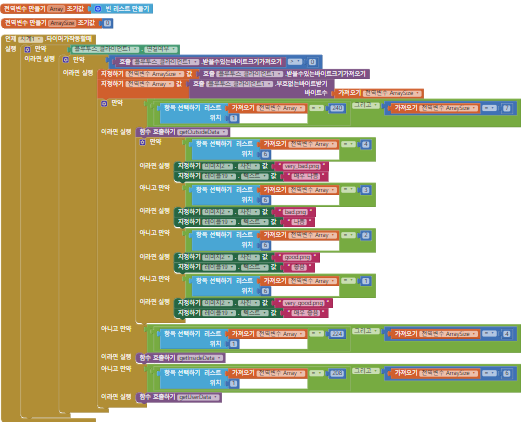 전역변수 만들기 Array 초기값 빈 리스트 만들기
전역변수 만들기 ArraySize 초기값 0
언제 시계1 .타이머가작동할때
실행 만약 블루투스_클라이언트1 . 연결여부
이라면 실행 만약 호출 블루투스_클라이언트1 .받을수있는바이트크기가져오기 0
이라면 실행 지정하기 전역변수 ArraySize 값 호출 블루투스_클라이언트1 .받을수있는바이트크기가져오기
지정하기 전역변수 Array 값 호출 블루투스_클라이언트1 .부호없는바이트받기
바이트수 가져오기 전역변수 ArraySize
만약 항목 선택하기 리스트 가져오기 전역변수 Array = 240 그리고 가져오기 전역변수 ArraySize = 7
위치 1
이라면 실행 함수 호출하기 getOutsideData
만약 항목 선택하기 리스트 가져오기 전역변수 Array = 4
위치 6
이라면 실행 지정하기 이미지2 . 사진 값 " very_bad.png "
지정하기 레이블10 . 텍스트 값 " 매우 나쁨 "
아니고 만약 항목 선택하기 리스트 가져오기 전역변수 Array = 3
위치 6
이라면 실행 지정하기 이미지2 . 사진 값 " bad.png "
지정하기 레이블10 . 텍스트 값 " 나쁨 "
아니고 만약 항목 선택하기 리스트 가져오기 전역변수 Array = 2
위치 6
이라면 실행 지정하기 이미지2 . 사진 값 " good.png "
지정하기 레이블10 . 텍스트 값 " 좋음 "
아니고 만약 항목 선택하기 리스트 가져오기 전역변수 Array = 1
위치 6
이라면 실행 지정하기 이미지2 . 사진 값 " very_good.png "
지정하기 레이블10 . 텍스트 값 " 매우 좋음 "
아니고 만약 항목 선택하기 리스트 가져오기 전역변수 Array = 224 그리고 가져오기 전역변수 ArraySize = 4
위치 1
이라면 실행 함수 호출하기 getInsideData
아니고 만약 항목 선택하기 리스트 가져오기 전역변수 Array = 208 그리고 가져오기 전역변수 ArraySize = 6
위치 1
이라면 실행 함수 호출하기 getUserData